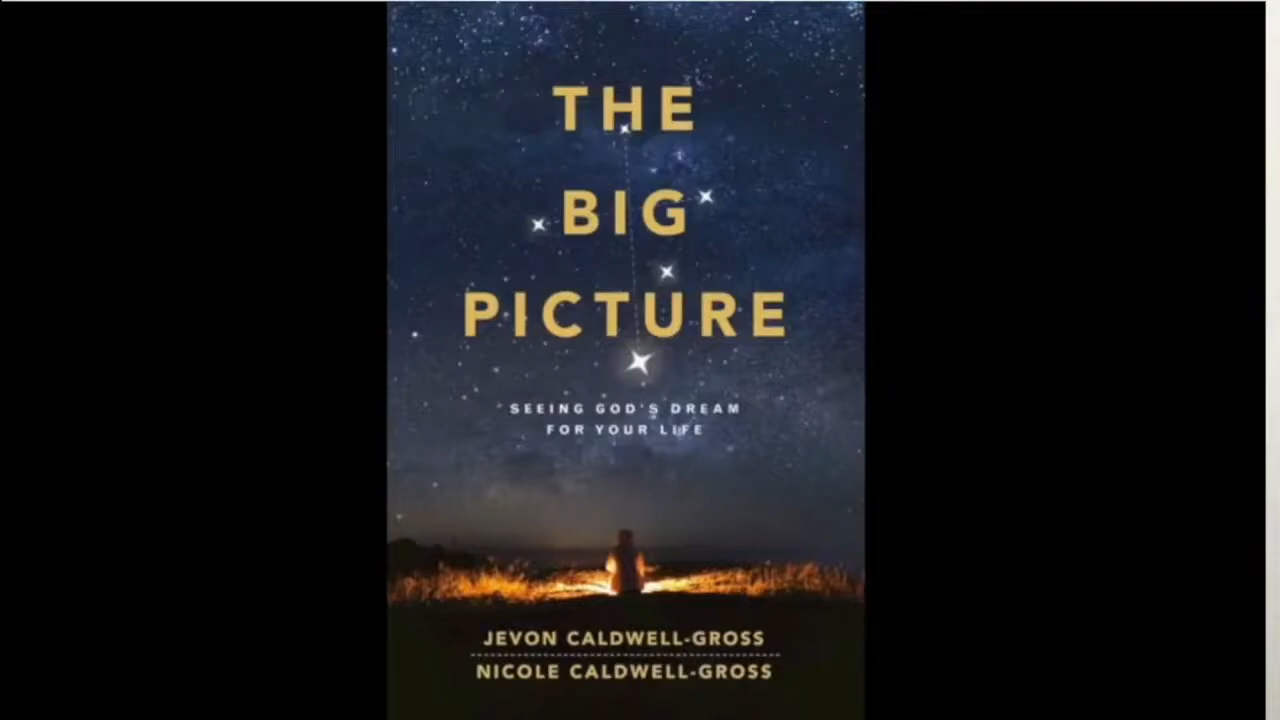 THE
BIG
PICTURE
SEEING GOD'S DREAM
FOR YOUR LIFE
JEVON CALDWELL-GROSS
NICOLE CALDWELL-GROSS